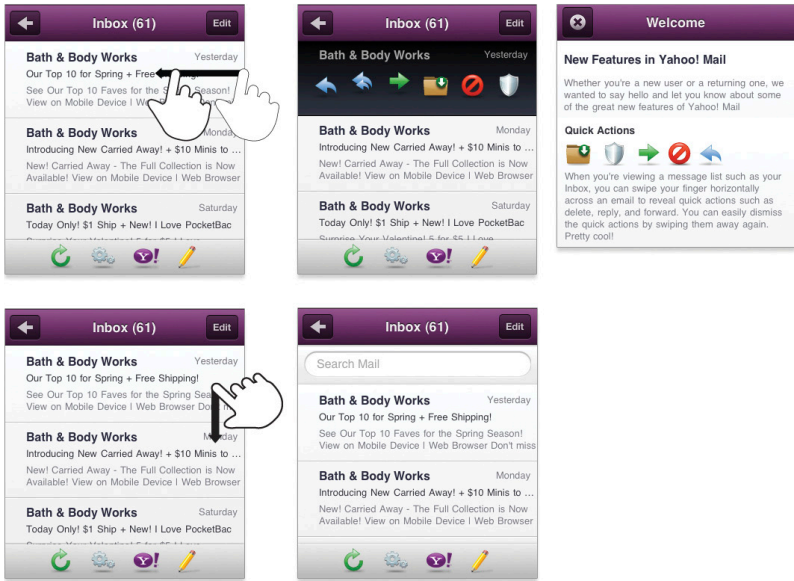 Inbox (61)
Edit
Bath & Body Works
Yesterday
Our Top 10 for Spring + Free
See Our Top 10 Faves for the Season!
View on Mobile Device | Web
Bath & Body Works
Monday
Introducing New Carried Away! + $10 Minis to ...
New! Carried Away - The Full Collection is Now
Available! View on Mobile Device | Web Browser
Bath & Body Works
Saturday
Today Only! $1 Ship + New! I Love PocketBac
Inbox (61)
Edit
Bath & Body Works
Yesterday
Bath & Body Works
Monday
Introducing New Carried Away! + $10 Minis to ...
New! Carried Away - The Full Collection is Now
Available! View on Mobile Device | Web Browser
Bath & Body Works
Saturday
Today Only! $1 Ship + New! I Love PocketBac
Surprise Your Valentine! 5 for $5 I Love
Welcome
New Features in Yahoo! Mail
Whether you're a new user or a returning one, we
wanted to say hello and let you know about some
of the great new features of Yahoo! Mail
Quick Actions
When you're viewing a message list such as your
Inbox, you can swipe your finger horizontally
across an email to reveal quick actions such as
delete, reply, and forward. You can easily dismiss
the quick actions by swiping them away again.
Pretty cool!
Inbox (61)
Edit
Bath & Body Works
Yesterday
Our Top 10 for Spring + Free Shipping!
See Our Top 10 Faves for the Spring
View on Mobile Device | Web Browser
Bath & Body Works
Introducing New Carried Away! + $10 Minis to ...
New! Carried Away - The Full Collection is Now
Available! View on Mobile Device | Web Browser
Bath & Body Works
Saturday
Today Only! $1 Ship + New! I Love PocketBac
Inbox (61)
Edit
Search Mail
Bath & Body Works
Yesterday
Our Top 10 for Spring + Free Shipping!
See Our Top 10 Faves for the Spring Season!
View on Mobile Device | Web Browser Don't miss
Bath & Body Works
Monday
Introducing New Carried Away! + $10 Minis to ...
New! Carried Away - The Full Collection is Now
Available! View on Mobile Device | Web Browser